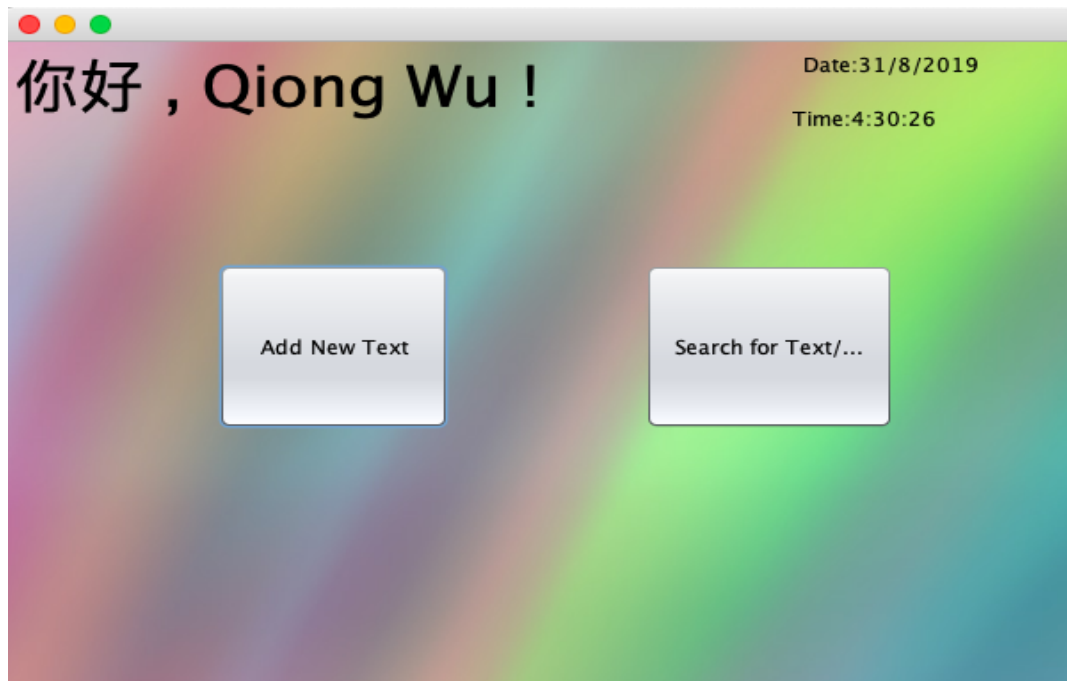 你好 , Qiong Wu !
Date:31/8/2019
Time:4:30:26
Add New Text
Search for Text/...